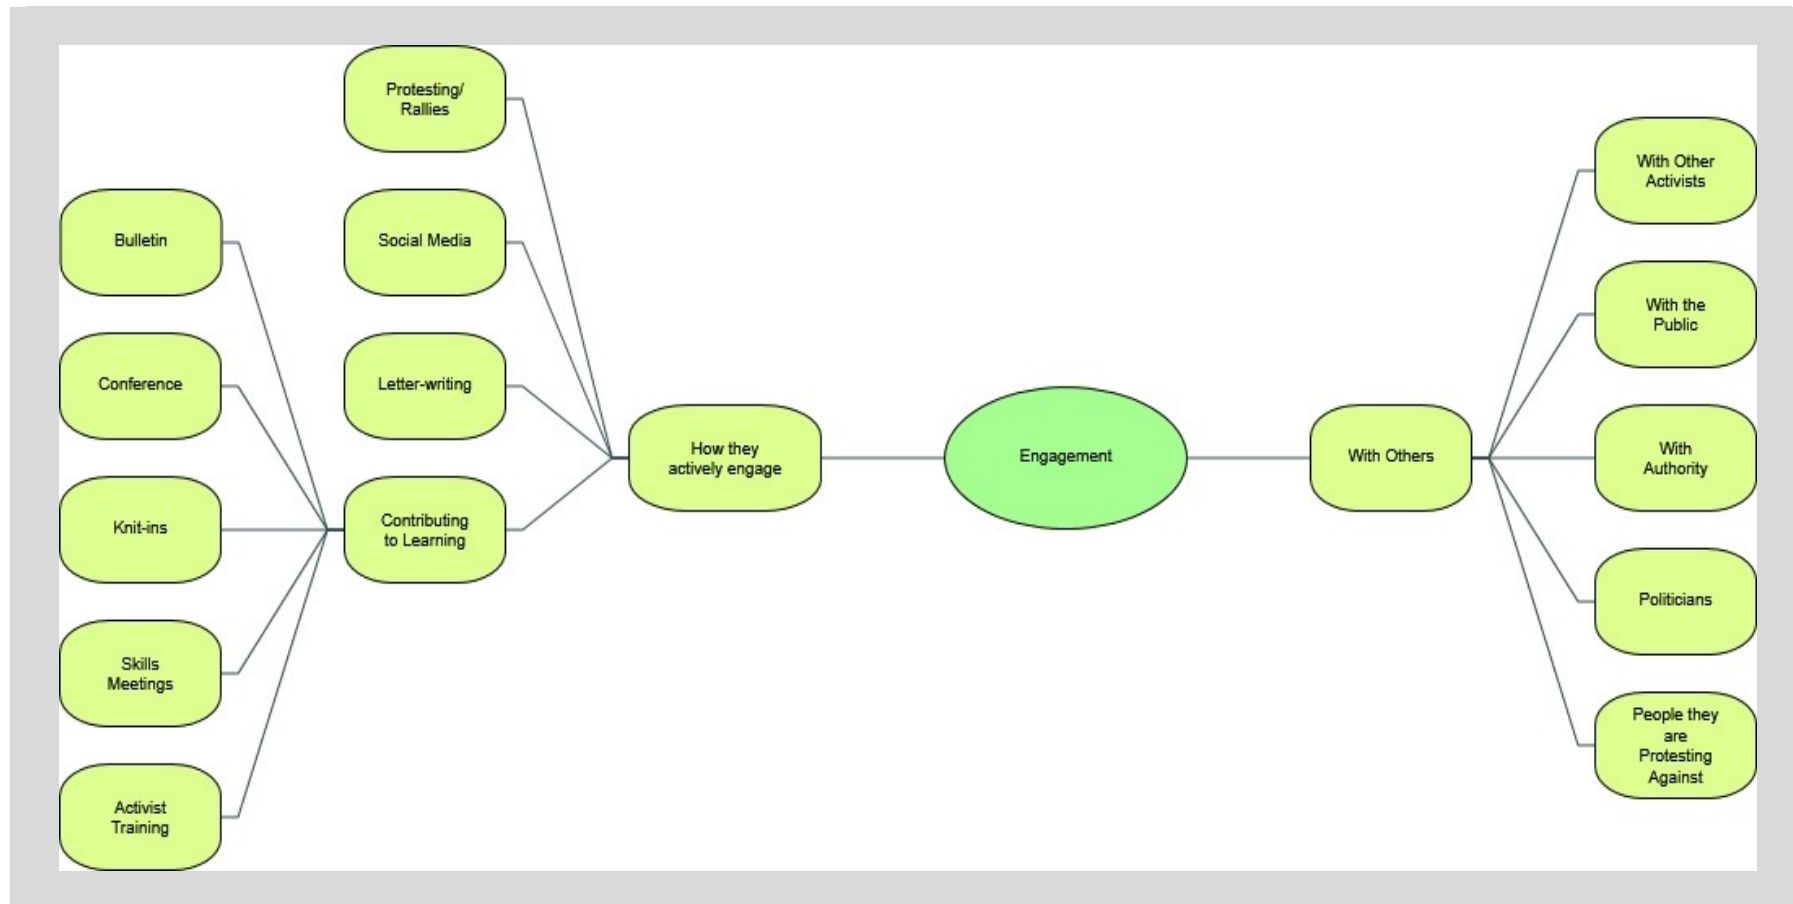 Protesting/
Rallies
Bulletin
Social Media
Conference
Letter-writing
Knit-ins
Contributing
to Learning
Skills
Meetings
Activist
Training
How they
actively engage
Engagement
With Others
With Other
Activists
With the
Public
With
Authority
Politicians
People they
are
Protesting
Against